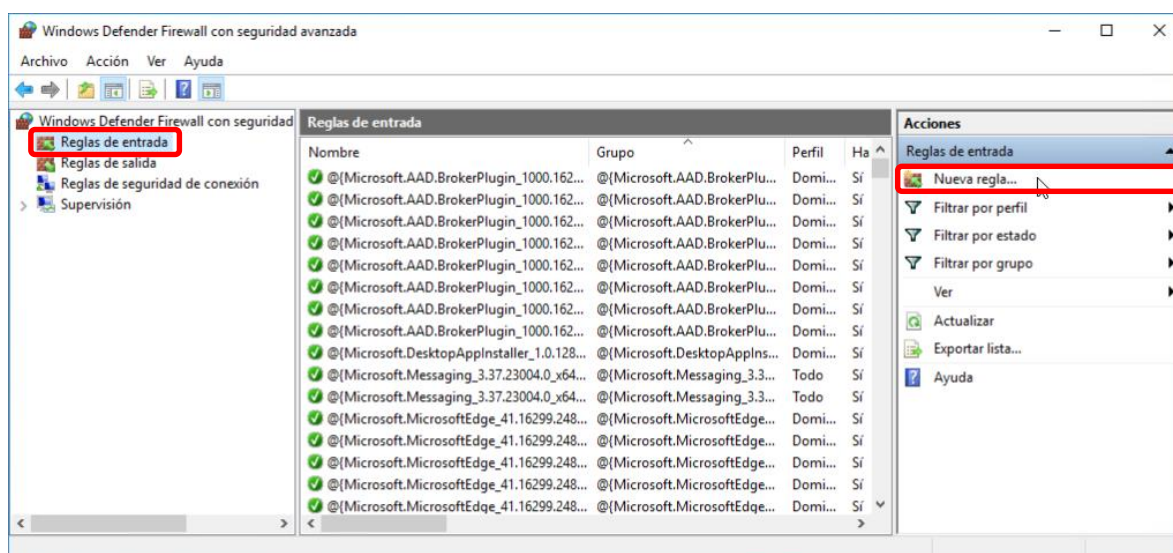 Windows Defender Firewall con seguridad avanzada
Archivo Acción Ver Ayuda
Windows Defender Firewall con seguridad
Reglas de entrada
Reglas de salida
Reglas de seguridad de conexión
Supervisión
Reglas de entrada
Nombre Grupo Perfil Ha
@{Microsoft.AAD.BrokerPlugin_1000.162... @{Microsoft.AAD.BrokerPlu... Domi... Sí
@{Microsoft.AAD.BrokerPlugin_1000.162... @{Microsoft.AAD.BrokerPlu... Domi... Sí
@{Microsoft.AAD.BrokerPlugin_1000.162... @{Microsoft.AAD.BrokerPlu... Domi... Sí
@{Microsoft.AAD.BrokerPlugin_1000.162... @{Microsoft.AAD.BrokerPlu... Domi... Sí
@{Microsoft.AAD.BrokerPlugin_1000.162... @{Microsoft.AAD.BrokerPlu... Domi... Sí
@{Microsoft.AAD.BrokerPlugin_1000.162... @{Microsoft.AAD.BrokerPlu... Domi... Sí
@{Microsoft.AAD.BrokerPlugin_1000.162... @{Microsoft.AAD.BrokerPlu... Domi... Sí
@{Microsoft.AAD.BrokerPlugin_1000.162... @{Microsoft.AAD.BrokerPlu... Domi... Sí
@{Microsoft.DesktopAppInstaller_1.0.128... @{Microsoft.DesktopAppIns... Domi... Sí
@{Microsoft.Messaging_3.37.23004.0_x64... @{Microsoft.Messaging_3.3... Todo Sí
@{Microsoft.Messaging_3.37.23004.0_x64... @{Microsoft.Messaging_3.3... Todo Sí
@{Microsoft.MicrosoftEdge_41.16299.248... @{Microsoft.MicrosoftEdge... Domi... Sí
@{Microsoft.MicrosoftEdge_41.16299.248... @{Microsoft.MicrosoftEdge... Domi... Sí
@{Microsoft.MicrosoftEdge_41.16299.248... @{Microsoft.MicrosoftEdge... Domi... Sí
@{Microsoft.MicrosoftEdge_41.16299.248... @{Microsoft.MicrosoftEdge... Domi... Sí
@{Microsoft.MicrosoftEdge_41.16299.248... @{Microsoft.MicrosoftEdge... Domi... Sí
Acciones
Reglas de entrada
Nueva regla...
Filtrar por perfil
Filtrar por estado
Filtrar por grupo
Ver
Actualizar
Exportar lista...
Ayuda